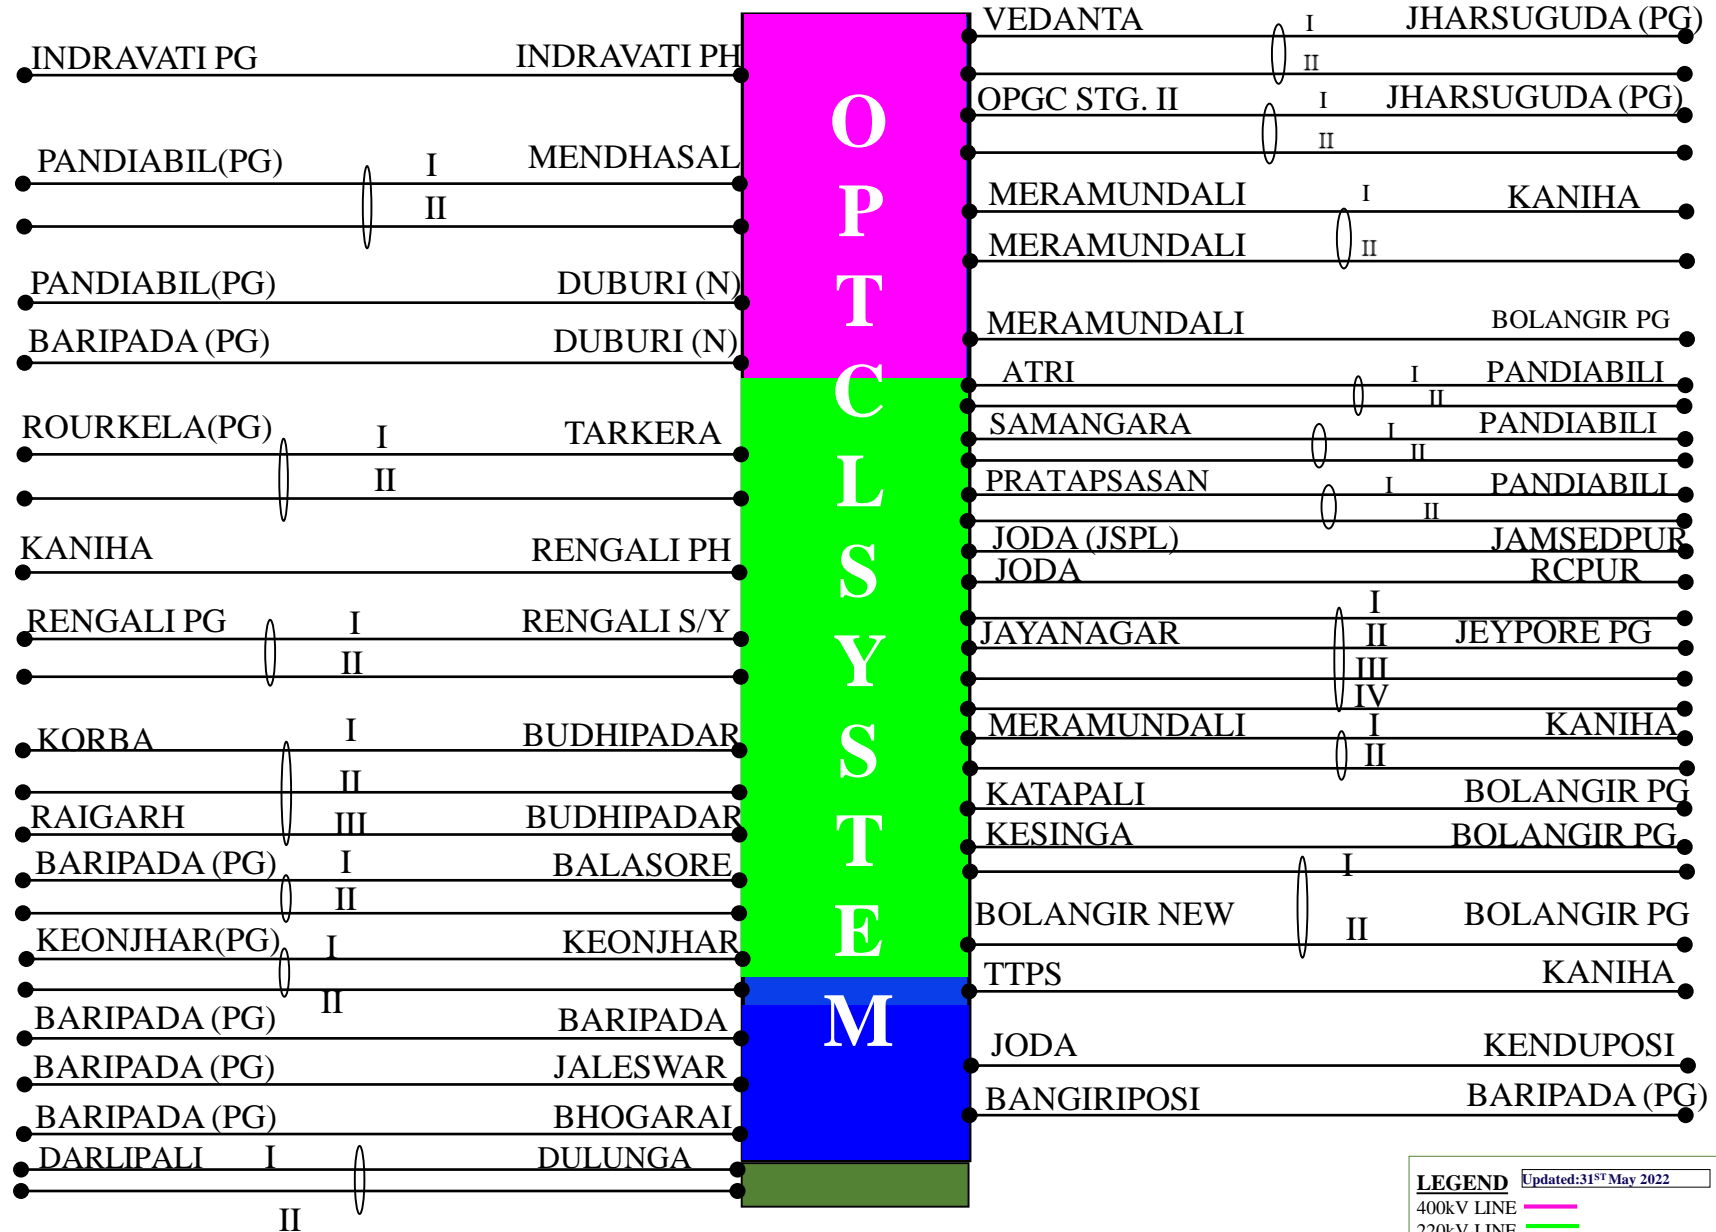 INDRAVATI PG INDRAVATI PH
PANDIABIL(PG) I MENDHASAL
II
PANDIABIL(PG) DUBURI (N)
BARIPADA (PG) DUBURI (N)
ROURKELA(PG) I TARKERA
II
KANIHA RENGALI PH
RENGALI PG I RENGALI S/Y
II
KORBA I BUDHIPADAR
II
RAIGARH III BUDHIPADAR
BARIPADA (PG) I BALASORE
II
KEONJHAR(PG) I KEONJHAR
II
BARIPADA (PG) BARIPADA
BARIPADA (PG) JALESWAR
BARIPADA (PG) BHOGARAI
DARLIPALI I DULUNGA
II
O
P
T
C
L
S
Y
S
T
E
M
VEDANTA I JHARSUGUDA (PG)
II
OPGC STG. II I JHARSUGUDA (PG)
II
MERAMUNDALI I KANIHA
MERAMUNDALI II
MERAMUNDALI BOLANGIR PG
ATRI I PANDIABILI
II
SAMANGARA I PANDIABILI
II
PRATAPSASAN I PANDIABILI
II
JODA (JSPL) JAMSEDPUR
JODA RCPUR
I
JAYANAGAR II JEYPORE PG
III
IV
MERAMUNDALI I KANIHA
II
KATAPALI BOLANGIR PG
KESINGA BOLANGIR PG
I
BOLANGIR NEW II BOLANGIR PG
TTPS KANIHA
JODA KENDUPOSI
BANGIRIPOSI BARIPADA (PG)
LEGEND Updated:31ST May 2022
400kV LINE
220kV LINE